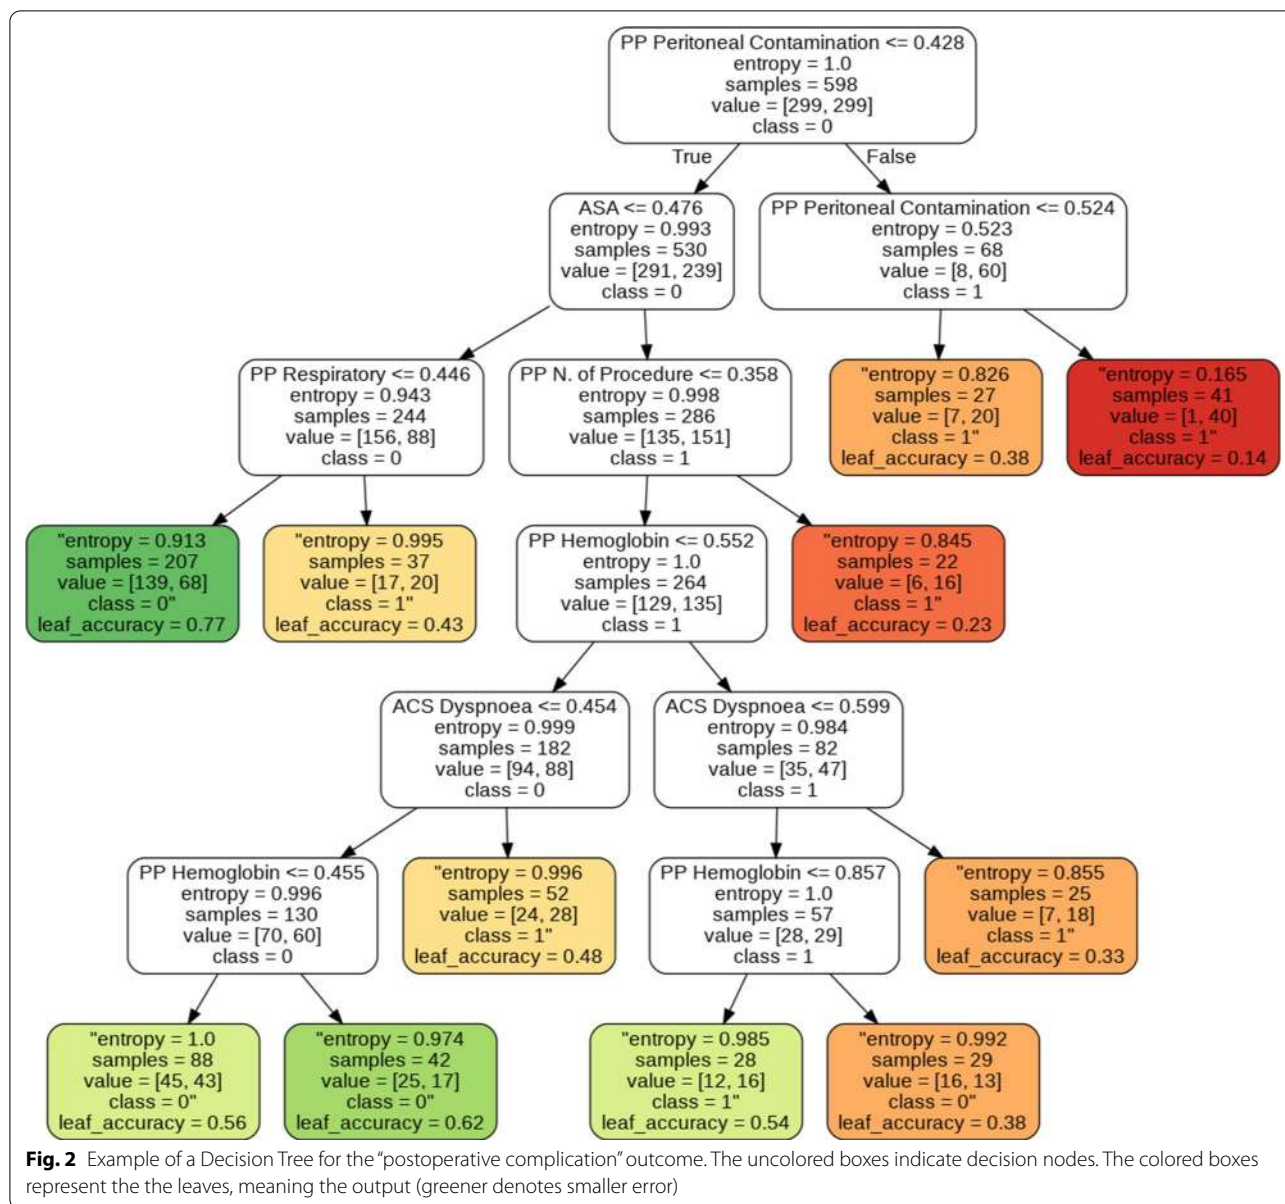 PP Peritoneal Contamination <= 0.428
entropy = 1.0
samples = 598
value = [299, 299]
class = 0
True
False
ASA <= 0.476
entropy = 0.993
samples = 530
value = [291, 239]
class = 0
PP Peritoneal Contamination <= 0.524
entropy = 0.523
samples = 68
value = [8, 60]
class = 1
PP Respiratory <= 0.446
entropy = 0.943
samples = 244
value = [156, 88]
class = 0
PP N. of Procedure <= 0.358
entropy = 0.998
samples = 286
value = [135, 151]
class = 1
"entropy = 0.826
samples = 27
value = [7, 20]
class = 1"
leaf_accuracy = 0.38
"entropy = 0.165
samples = 41
value = [1, 40]
class = 1"
leaf_accuracy = 0.14
"entropy = 0.913
samples = 207
value = [139, 68]
class = 0"
leaf_accuracy = 0.77
"entropy = 0.995
samples = 37
value = [17, 20]
class = 1"
leaf_accuracy = 0.43
PP Hemoglobin <= 0.552
entropy = 1.0
samples = 264
value = [129, 135]
class = 1
"entropy = 0.845
samples = 22
value = [6, 16]
class = 1"
leaf_accuracy = 0.23
ACS Dyspnoea <= 0.454
entropy = 0.999
samples = 182
value = [94, 88]
class = 0
ACS Dyspnoea <= 0.599
entropy = 0.984
samples = 82
value = [35, 47]
class = 1
PP Hemoglobin <= 0.455
entropy = 0.996
samples = 130
value = [70, 60]
class = 0
"entropy = 0.996
samples = 52
value = [24, 28]
class = 1"
leaf_accuracy = 0.48
PP Hemoglobin <= 0.857
entropy = 1.0
samples = 57
value = [28, 29]
class = 1
"entropy = 0.855
samples = 25
value = [7, 18]
class = 1"
leaf_accuracy = 0.33
"entropy = 1.0
samples = 88
value = [45, 43]
class = 0"
leaf_accuracy = 0.56
"entropy = 0.974
samples = 42
value = [25, 17]
class = 0"
leaf_accuracy = 0.62
"entropy = 0.985
samples = 28
value = [12, 16]
class = 1"
leaf_accuracy = 0.54
"entropy = 0.992
samples = 29
value = [16, 13]
class = 0"
leaf_accuracy = 0.38
Fig. 2 Example of a Decision Tree for the “postoperative complication” outcome. The uncolored boxes indicate decision nodes. The colored boxes
represent the the leaves, meaning the output (greener denotes smaller error)